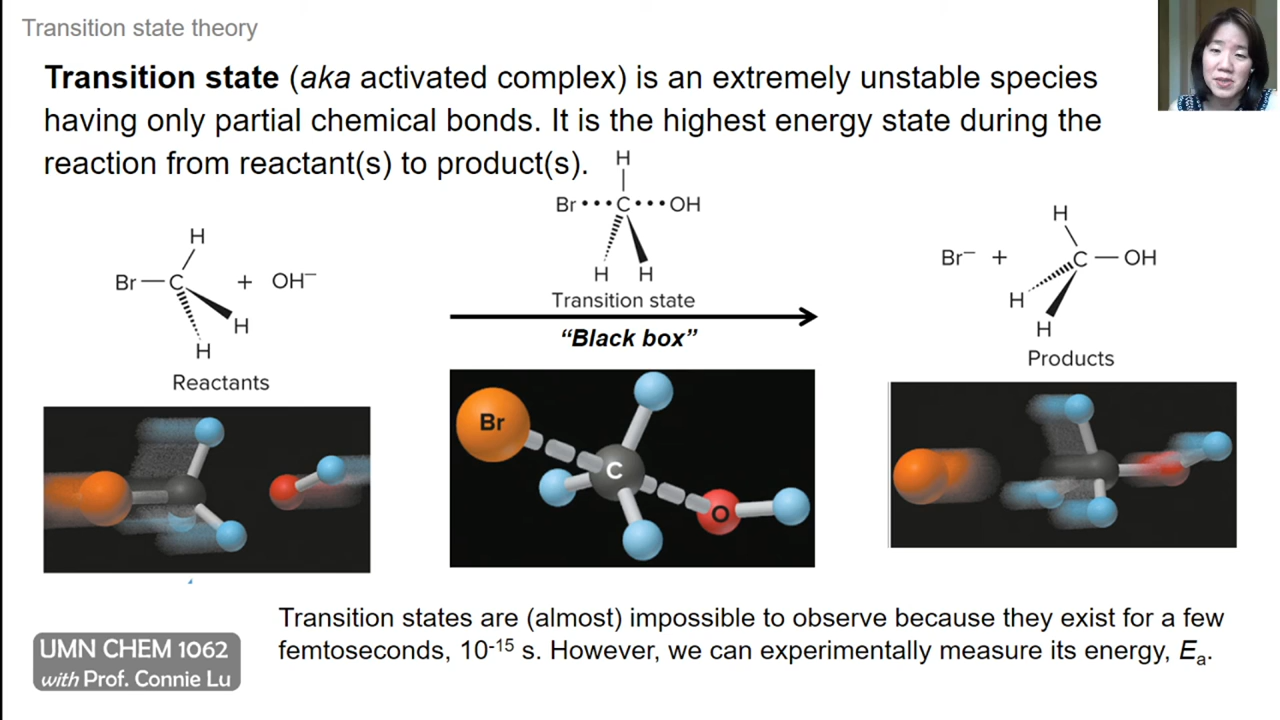 Transition state theory
Transition state (aka activated complex) is an extremely unstable species
having only partial chemical bonds. It is the highest energy state during the
reaction from reactant(s) to product(s).
H
Br—C + OH⁻
H
H
Reactants
H
Br•••C•••OH
H H
Transition state
“Black box”
Br
C
O
H
Br⁻ + C—OH
H
H
Products
Transition states are (almost) impossible to observe because they exist for a few
femtoseconds, 10⁻¹⁵ s. However, we can experimentally measure its energy, Eₐ.
UMN CHEM 1062
with Prof. Connie Lu